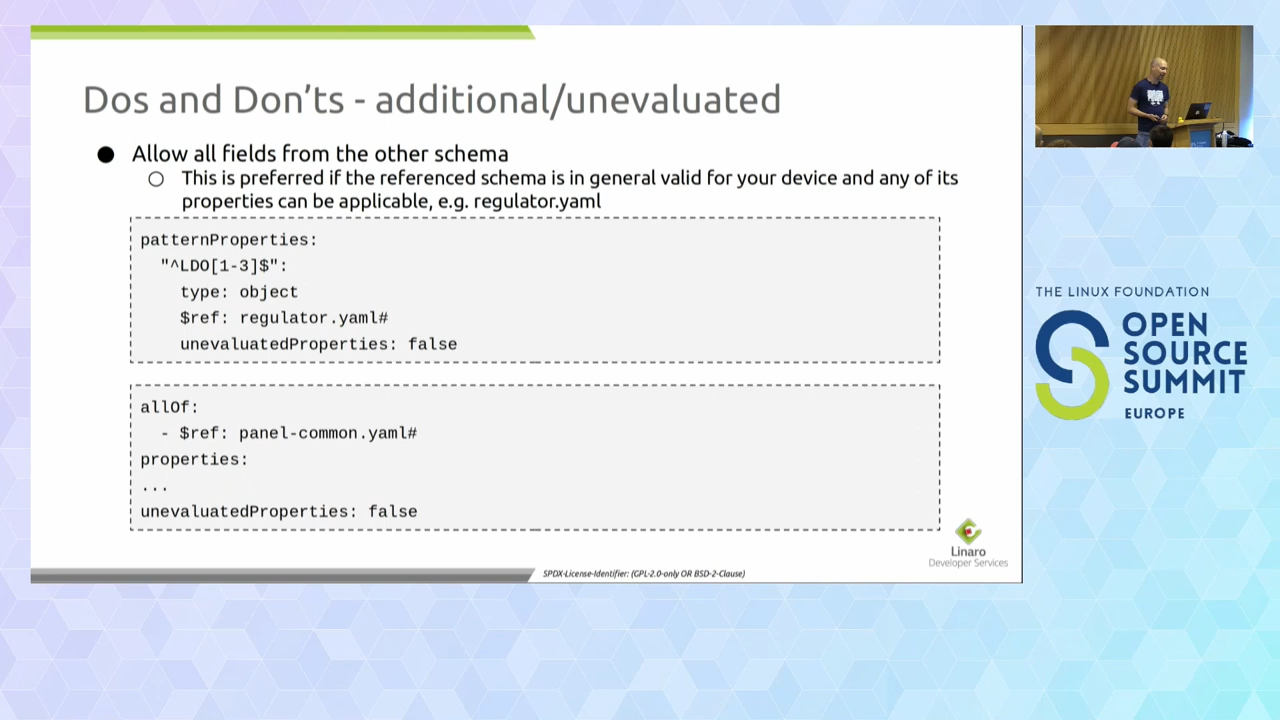 Dos and Don'ts - additional/unevaluated
● Allow all fields from the other schema
○ This is preferred if the referenced schema is in general valid for your device and any of its
properties can be applicable, e.g. regulator.yaml
patternProperties:
  "^LDO[1-3]$":
    type: object
    $ref: regulator.yaml#
    unevaluatedProperties: false
allOf:
  - $ref: panel-common.yaml#
properties:
...
unevaluatedProperties: false
Linaro
Developer Services
SPDX-License-Identifier: (GPL-2.0-only OR BSD-2-Clause)
THE LINUX FOUNDATION
OPEN
SOURCE
SUMMIT
EUROPE